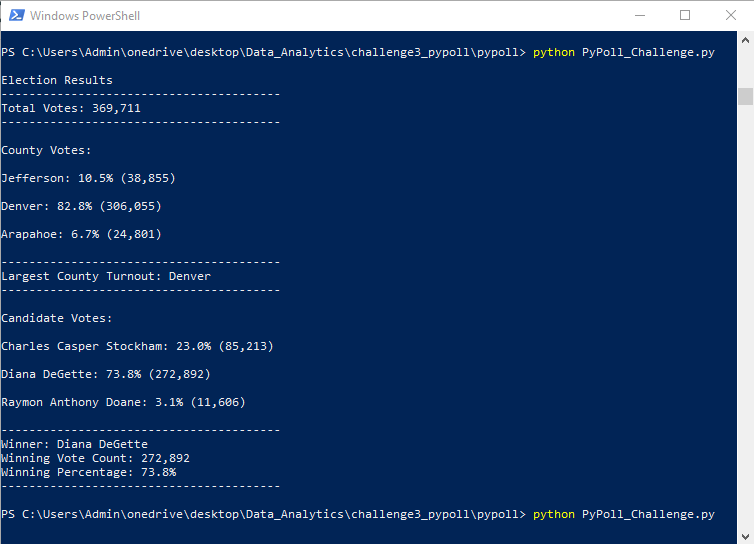 Windows PowerShell
PS C:\Users\Admin\onedrive\desktop\Data_Analytics\challenge3_pypoll\pypoll> python PyPoll_Challenge.py
Election Results
----------------------------------------
Total Votes: 369,711
----------------------------------------
County Votes:
Jefferson: 10.5% (38,855)
Denver: 82.8% (306,055)
Arapahoe: 6.7% (24,801)
----------------------------------------
Largest County Turnout: Denver
----------------------------------------
Candidate Votes:
Charles Casper Stockham: 23.0% (85,213)
Diana DeGette: 73.8% (272,892)
Raymon Anthony Doane: 3.1% (11,606)
----------------------------------------
Winner: Diana DeGette
Winning Vote Count: 272,892
Winning Percentage: 73.8%
----------------------------------------
PS C:\Users\Admin\onedrive\desktop\Data_Analytics\challenge3_pypoll\pypoll> python PyPoll_Challenge.py